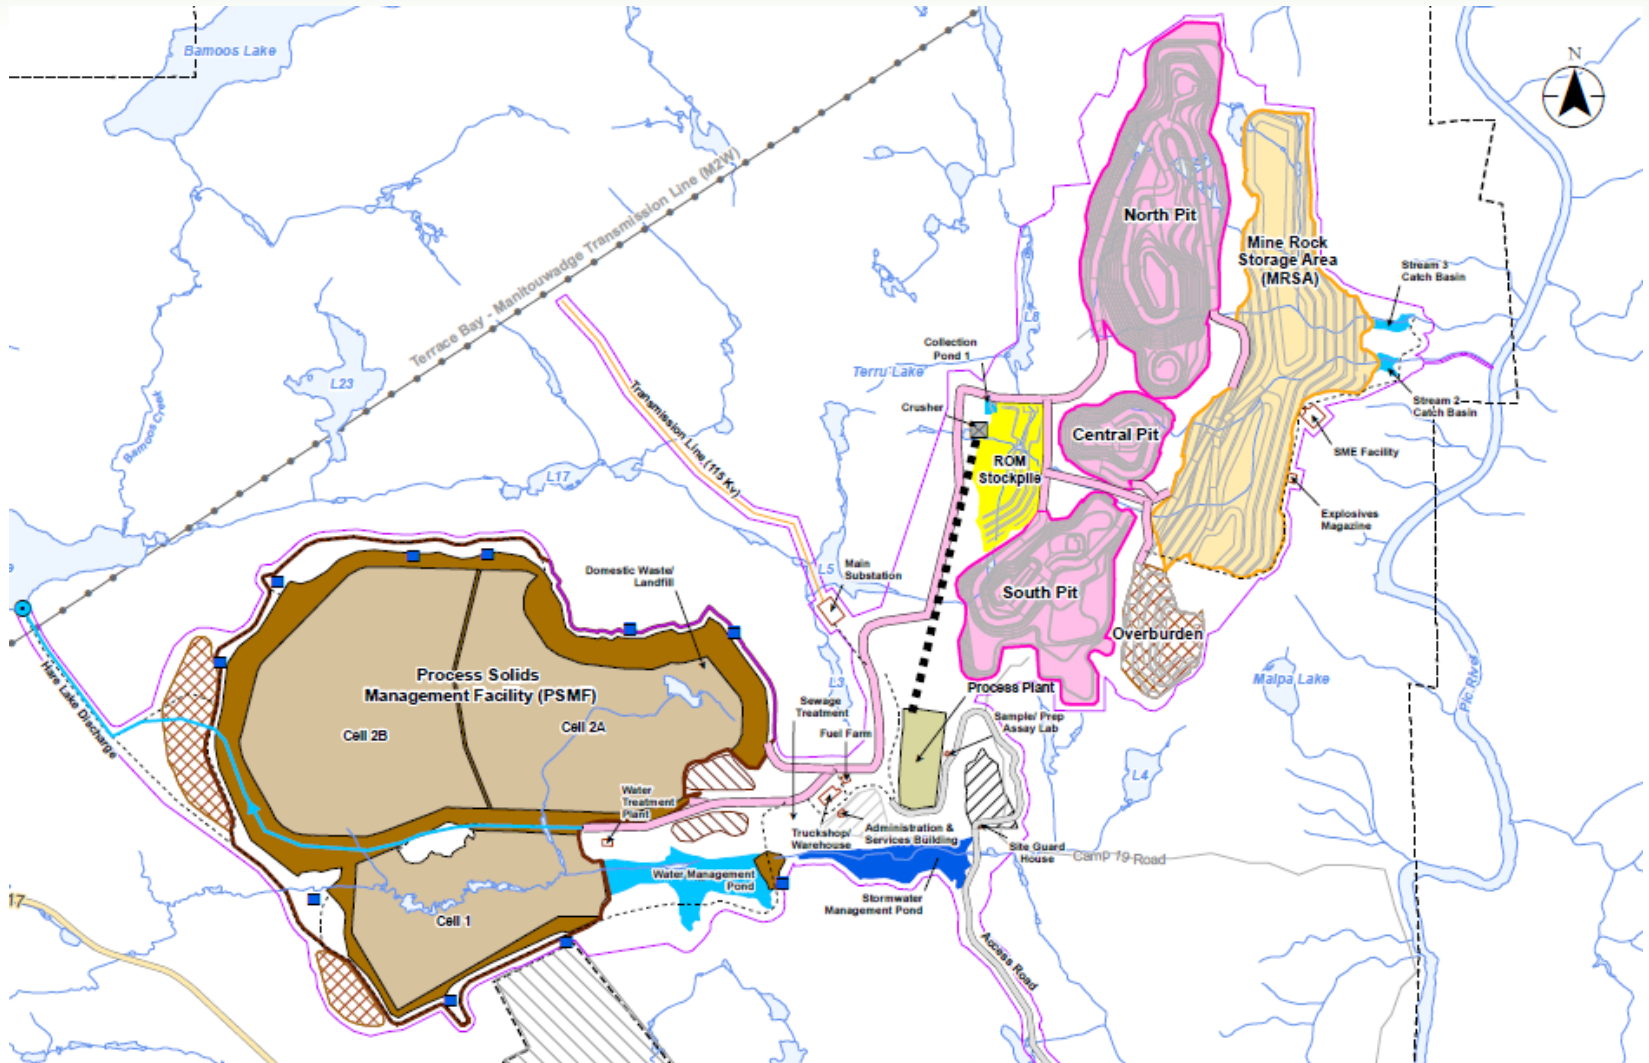 Bamoos Lake
N
Terrace Bay - Manitouwadge Transmission Line (M2W)
North Pit
Mine Rock
Storage Area
(MRSA)
Stream 3
Catch Basin
L8
Collection
Pond 1
Terru Lake
L23
Transmission Line (115 Kv)
Crusher
Stream 2
Catch Basin
Bamoos Creek
Central Pit
SME Facility
ROM
Stockpile
L17
Explosives
Magazine
Domestic Waste/
Landfill
L5
Main
Substation
South Pit
Overburden
Hare Lake Discharge
Process Solids
Management Facility (PSMF)
Malpa Lake
Pic River
L3
Process Plant
Sewage
Treatment
Sample/ Prep
Assay Lab
Cell 2B
Cell 2A
Fuel Farm
L4
Water
Treatment
Plant
Truckshop/
Warehouse
Administration &
Services Building
Site Guard
House
Camp 19 Road
Water Management
Pond
Stormwater
Management Pond
17
Cell 1
Access Road